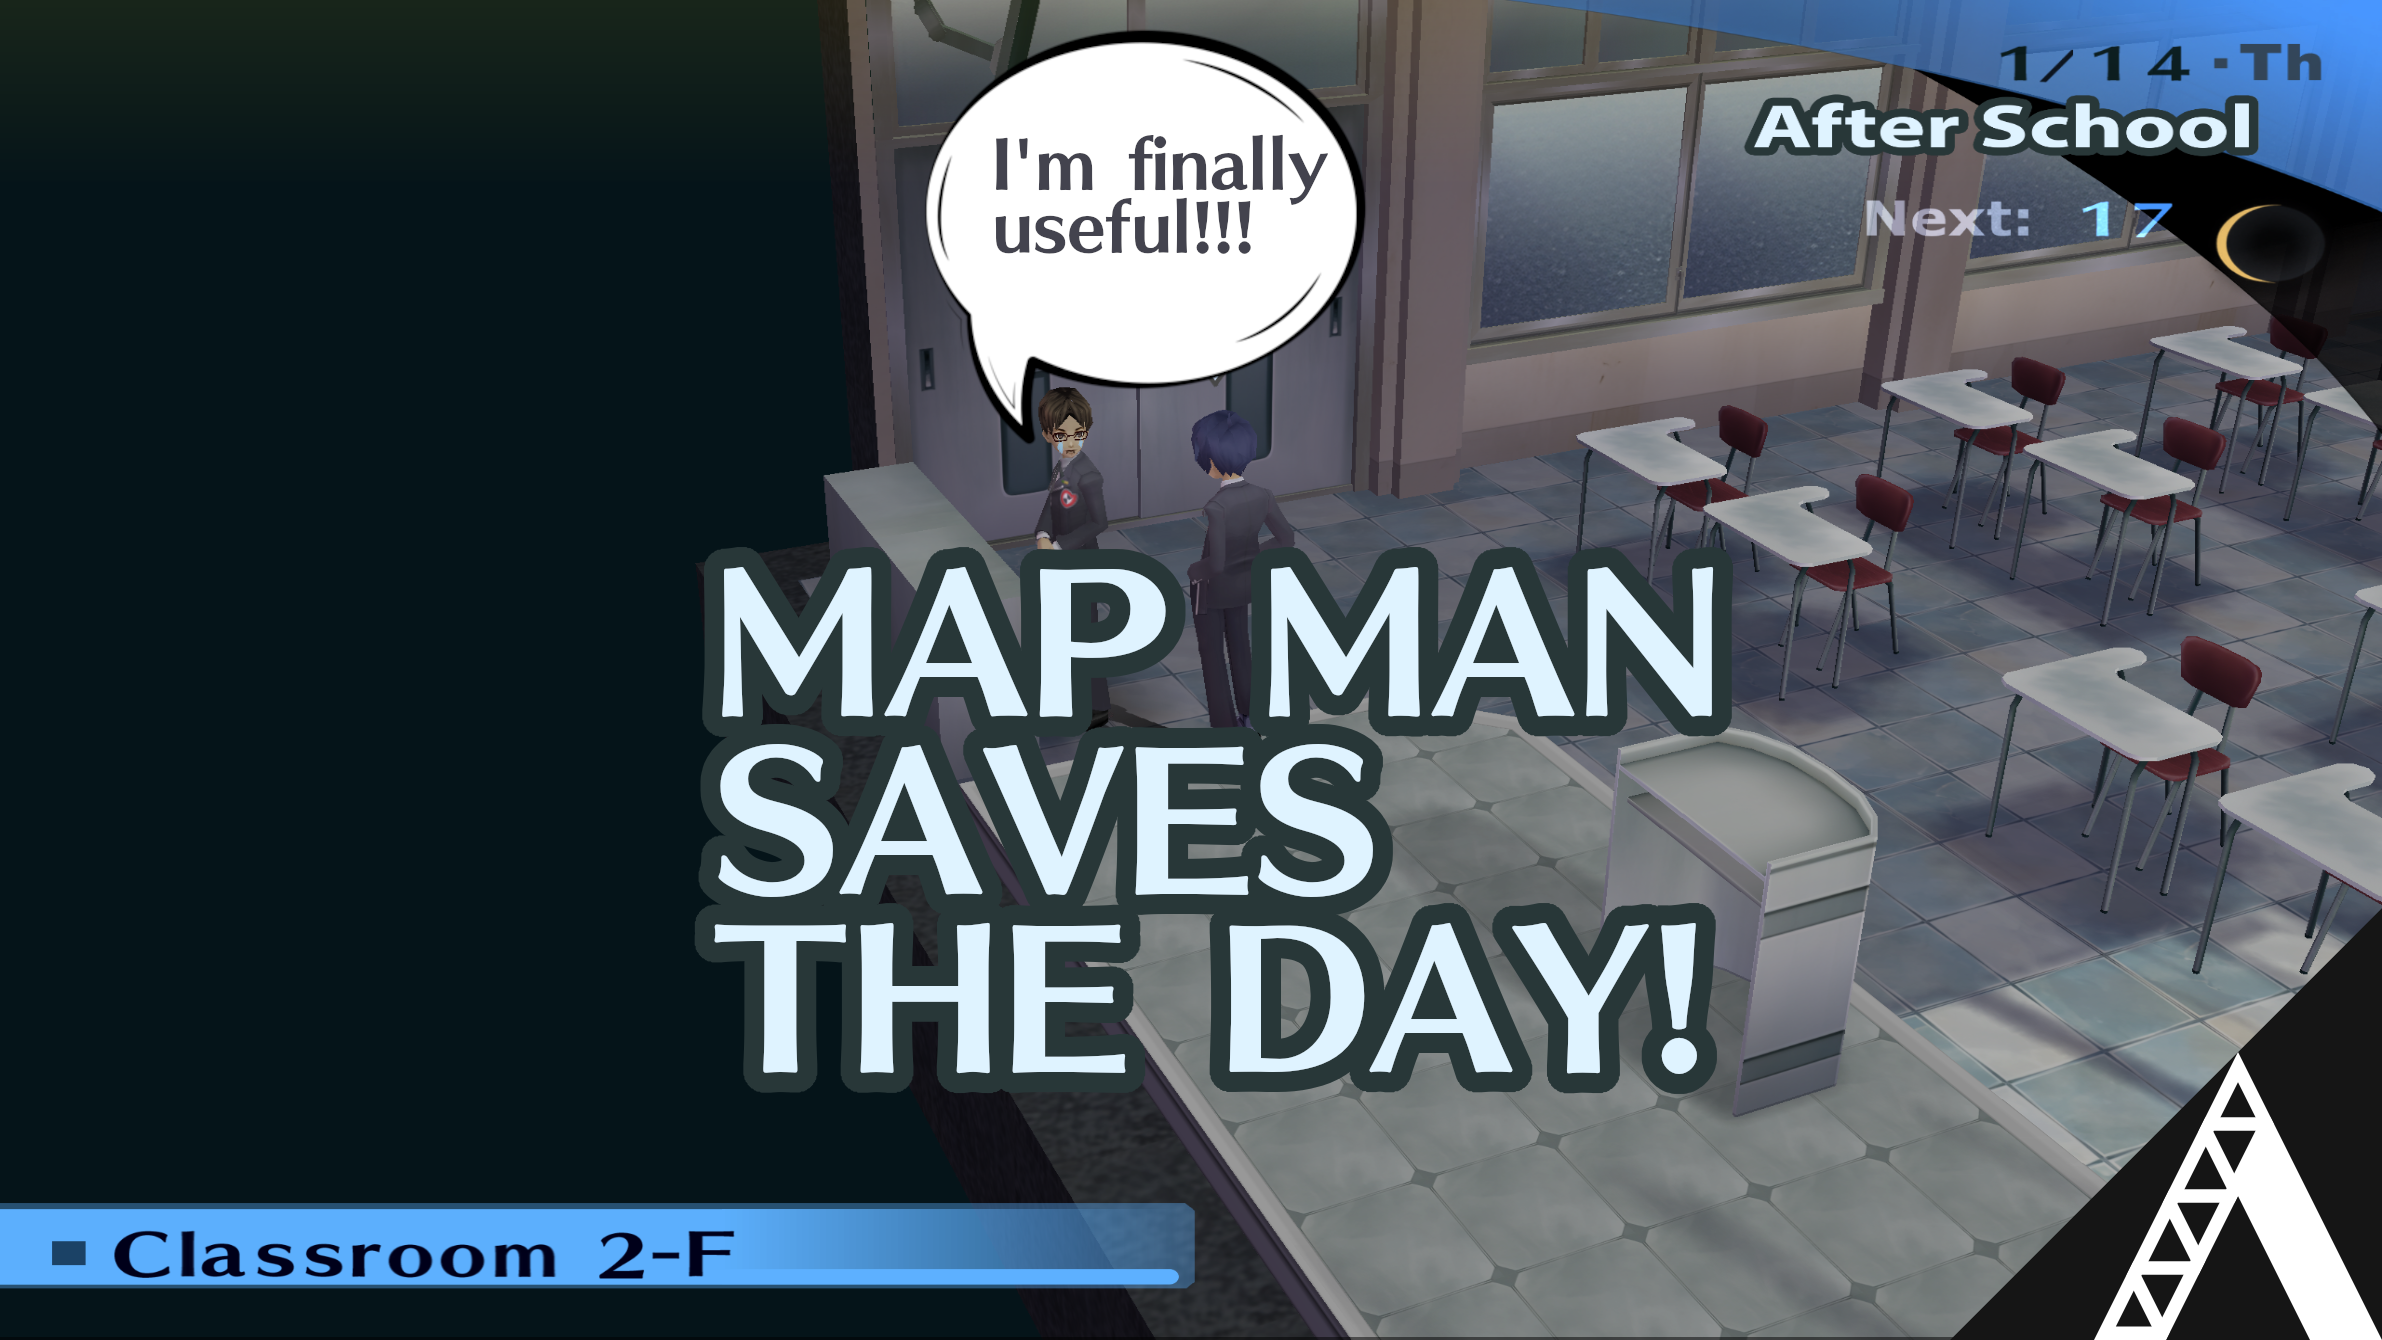 1/14・Th
After School
Next: 17
I'm finally
useful!!!
MAP MAN
SAVES
THE DAY!
Classroom 2-F